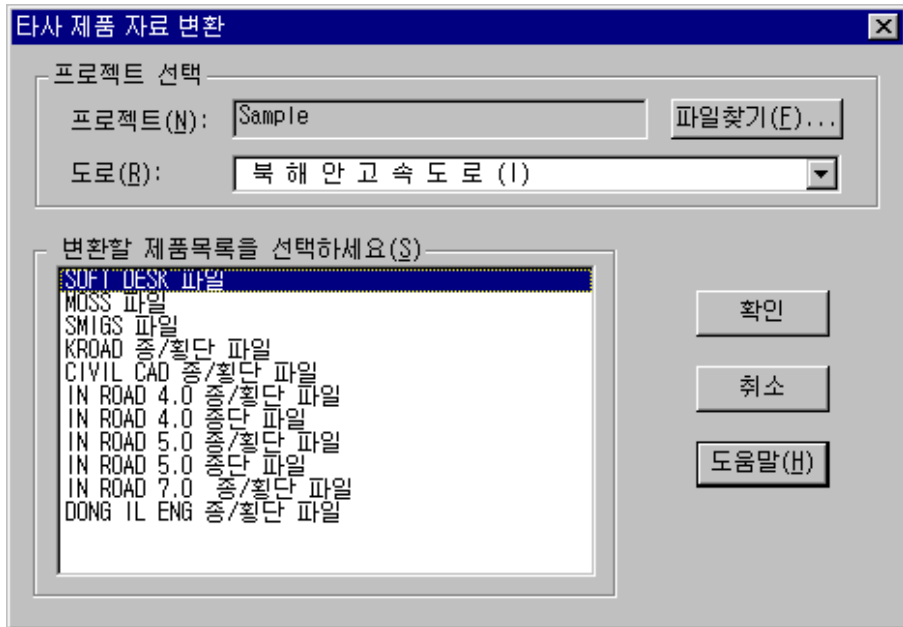 타사 제품 자료 변환
프로젝트 선택
프로젝트(N): Sample 파일찾기(F)...
도로(R): 북 해 안 고 속 도 로 (I)
변환할 제품목록을 선택하세요(S)
SOFT DESK 파일
MOSS 파일
SMIGS 파일
KROAD 종/횡단 파일
CIVIL CAD 종/횡단 파일
IN ROAD 4.0 종/횡단 파일
IN ROAD 4.0 종단 파일
IN ROAD 5.0 종/횡단 파일
IN ROAD 5.0 종단 파일
IN ROAD 7.0  종/횡단 파일
DONG IL ENG 종/횡단 파일
확인
취소
도움말(H)